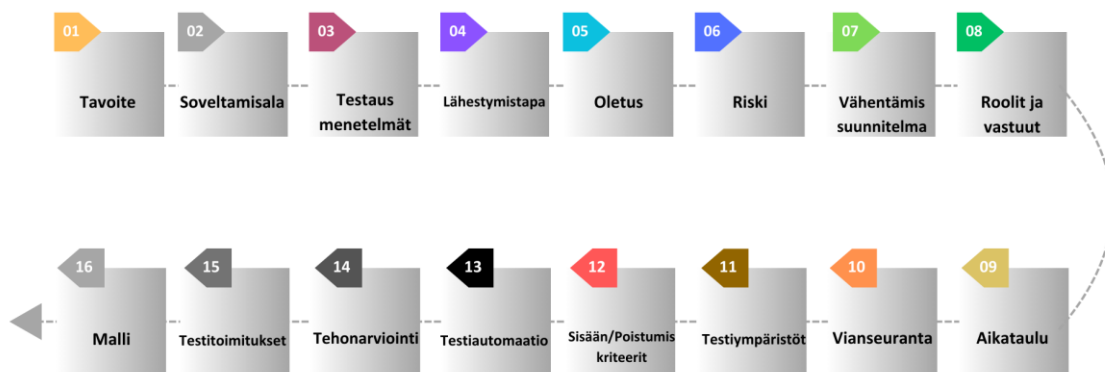 01
02
03
04
05
06
07
08
Tavoite
Soveltamisala
Testaus
menetelmät
Lähestymistapa
Oletus
Riski
Vähentämis
suunnitelma
Roolit ja
vastuut
16
15
14
13
12
11
10
09
Malli
Testitoimitukset
Tehonarviointi
Testiautomaatio
Sisään/Poistumis
kriteerit
Testiympäristöt
Vianseuranta
Aikataulu